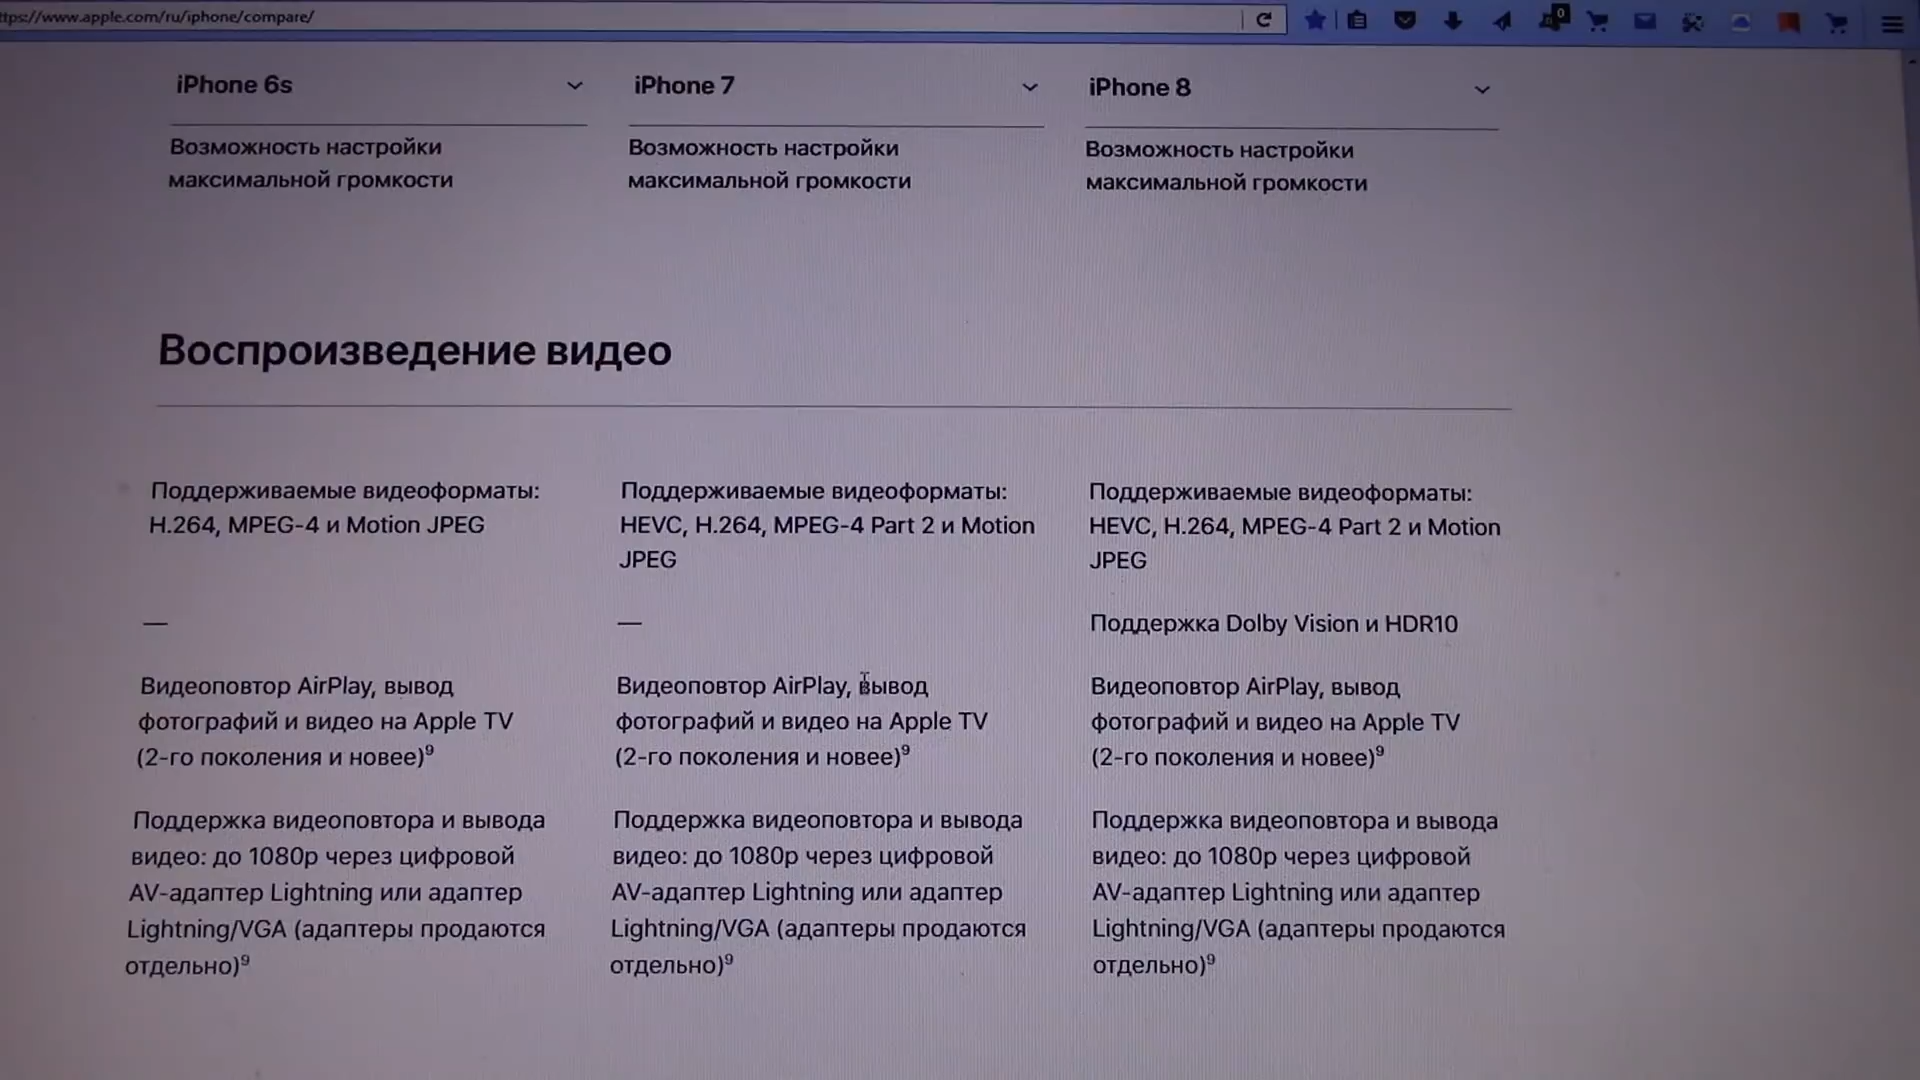 ttps://www.apple.com/ru/iphone/compare/
0
iPhone 6s
iPhone 7
iPhone 8
Возможность настройки
максимальной громкости
Возможность настройки
максимальной громкости
Возможность настройки
максимальной громкости
Воспроизведение видео
Поддерживаемые видеоформаты:
H.264, MPEG-4 и Motion JPEG
Поддерживаемые видеоформаты:
HEVC, H.264, MPEG-4 Part 2 и Motion
JPEG
Поддерживаемые видеоформаты:
HEVC, H.264, MPEG-4 Part 2 и Motion
JPEG
—
—
Поддержка Dolby Vision и HDR10
Видеоповтор AirPlay, вывод
фотографий и видео на Apple TV
(2-го поколения и новее)⁹
Видеоповтор AirPlay, вывод
фотографий и видео на Apple TV
(2-го поколения и новее)⁹
Видеоповтор AirPlay, вывод
фотографий и видео на Apple TV
(2-го поколения и новее)⁹
Поддержка видеоповтора и вывода
видео: до 1080p через цифровой
AV-адаптер Lightning или адаптер
Lightning/VGA (адаптеры продаются
отдельно)⁹
Поддержка видеоповтора и вывода
видео: до 1080p через цифровой
AV-адаптер Lightning или адаптер
Lightning/VGA (адаптеры продаются
отдельно)⁹
Поддержка видеоповтора и вывода
видео: до 1080p через цифровой
AV-адаптер Lightning или адаптер
Lightning/VGA (адаптеры продаются
отдельно)⁹